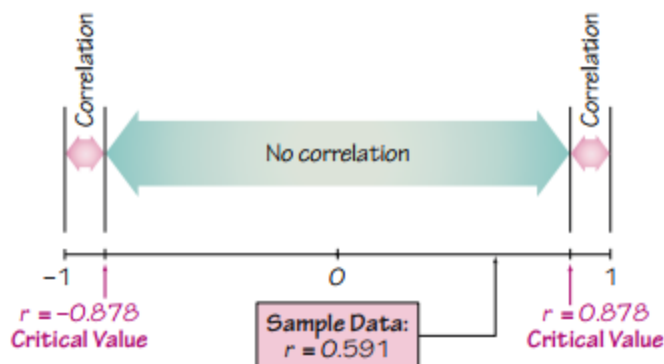 Correlation
Correlation
No correlation
−1
0
1
r = −0.878
Critical Value
Sample Data:
r = 0.591
r = 0.878
Critical Value